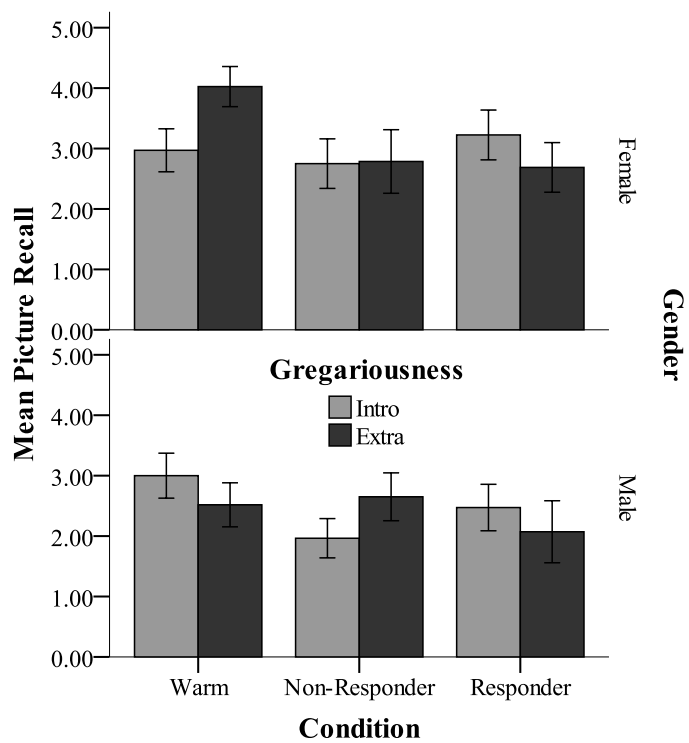 5.00
4.00
3.00
2.00
1.00
0.00
Female
5.00
4.00
3.00
2.00
1.00
0.00
Male
Mean Picture Recall
Gender
Gregariousness
Intro
Extra
Warm Non-Responder Responder
Condition